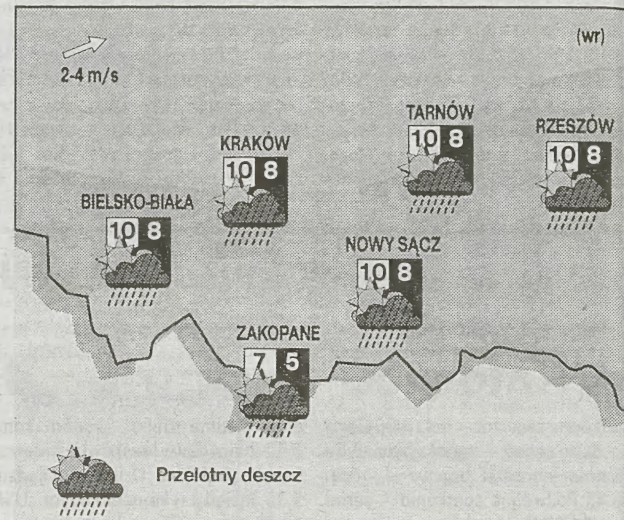 (wr)
2-4 m/s
TARNÓW
10 8
RZESZÓW
10 8
KRAKÓW
10 8
BIELSKO-BIAŁA
10 8
NOWY SĄCZ
10 8
ZAKOPANE
7 5
Przelotny deszcz